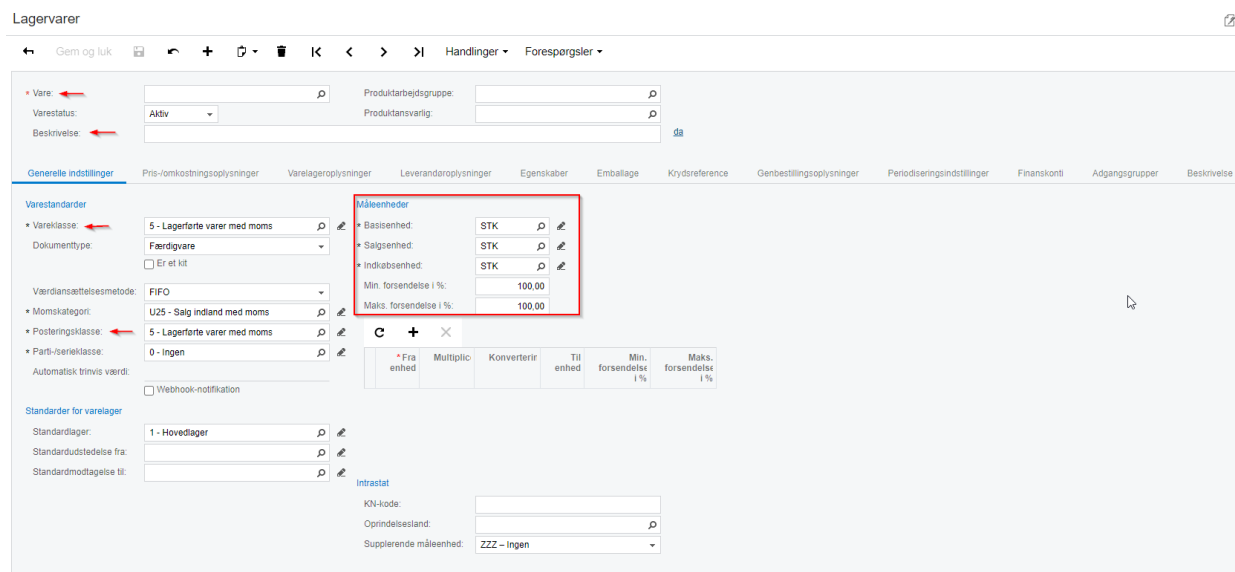 Lagervarer
Gem og luk Handlinger Forespørgsler
* Vare: Produktarbejdsgruppe:
Varestatus: Aktiv Produktansvarlig:
Beskrivelse: da
Generelle indstillinger Pris-/omkostningsoplysninger Varelageroplysninger Leverandøroplysninger Egenskaber Emballage Krydsreference Genbestillingsoplysninger Periodiseringsindstillinger Finanskonti Adgangsgrupper Beskrivelse
Varestandarder
* Vareklasse: 5 - Lagerførte varer med moms
Dokumenttype: Færdigvare
Er et kit
Værdiansættelsesmetode: FIFO
* Momskategori: U25 - Salg indland med moms
* Posteringsklasse: 5 - Lagerførte varer med moms
* Parti-/serieklasse: 0 - Ingen
Automatisk trinvis værdi:
Webhook-notifikation
Standarder for varelager
Standardlager: 1 - Hovedlager
Standardudstedelse fra:
Standardmodtagelse til:
Måleenheder
* Basisenhed: STK
* Salgsenhed: STK
* Indkøbsenhed: STK
Min. forsendelse i %: 100,00
Maks. forsendelse i %: 100,00
* Fra Multiplic Konverterir Til Min. Maks.
enhed enhed forsendelse forsendelse
i % i %
Intrastat
KN-kode:
Oprindelsesland:
Supplerende måleenhed: ZZZ – Ingen